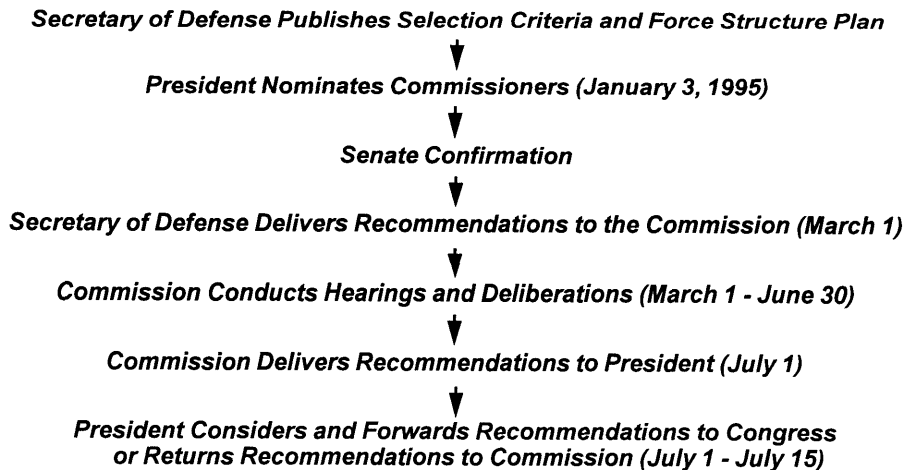 Secretary of Defense Publishes Selection Criteria and Force Structure Plan
President Nominates Commissioners (January 3, 1995)
Senate Confirmation
Secretary of Defense Delivers Recommendations to the Commission (March 1)
Commission Conducts Hearings and Deliberations (March 1 - June 30)
Commission Delivers Recommendations to President (July 1)
President Considers and Forwards Recommendations to Congress
or Returns Recommendations to Commission (July 1 - July 15)